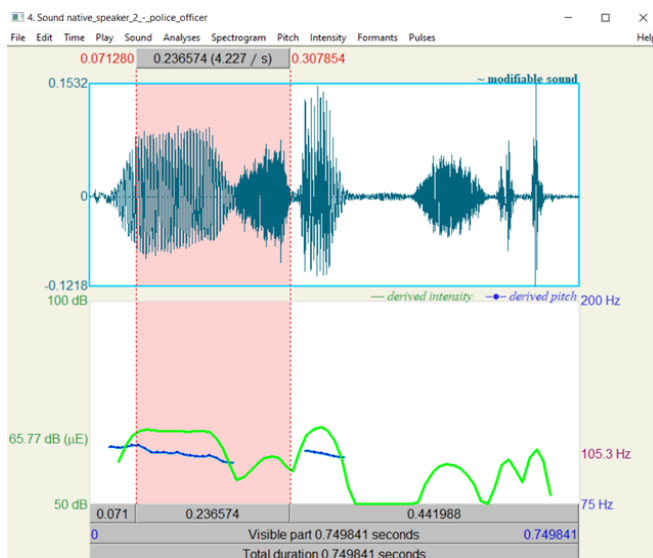 4. Sound native_speaker_2_-_police_officer
File Edit Time Play Sound Analyses Spectrogram Pitch Intensity Formants Pulses Help
0.071280 0.236574 (4.227 / s) 0.307854
0.1532 ~ modifiable sound
0
-0.1218
100 dB — derived intensity —●— derived pitch 200 Hz
65.77 dB (µE) 105.3 Hz
50 dB 75 Hz
0.071 0.236574 0.441988
0 Visible part 0.749841 seconds 0.749841
Total duration 0.749841 seconds